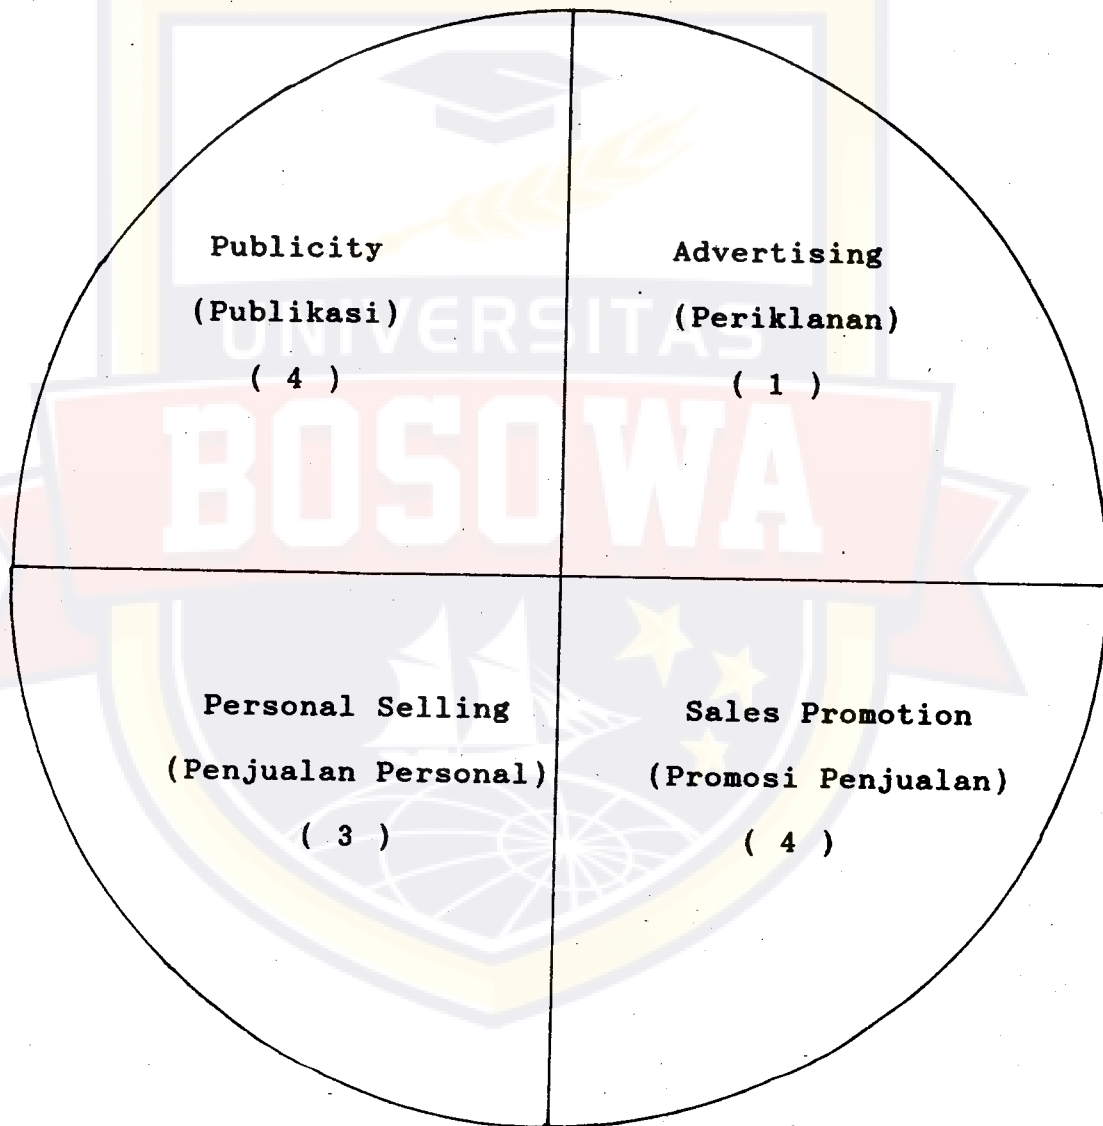 Publicity
(Publikasi)
( 4 )
Advertising
(Periklanan)
( 1 )
UNIVERSITAS
BOSOWA
Personal Selling
(Penjualan Personal)
( 3 )
Sales Promotion
(Promosi Penjualan)
( 4 )